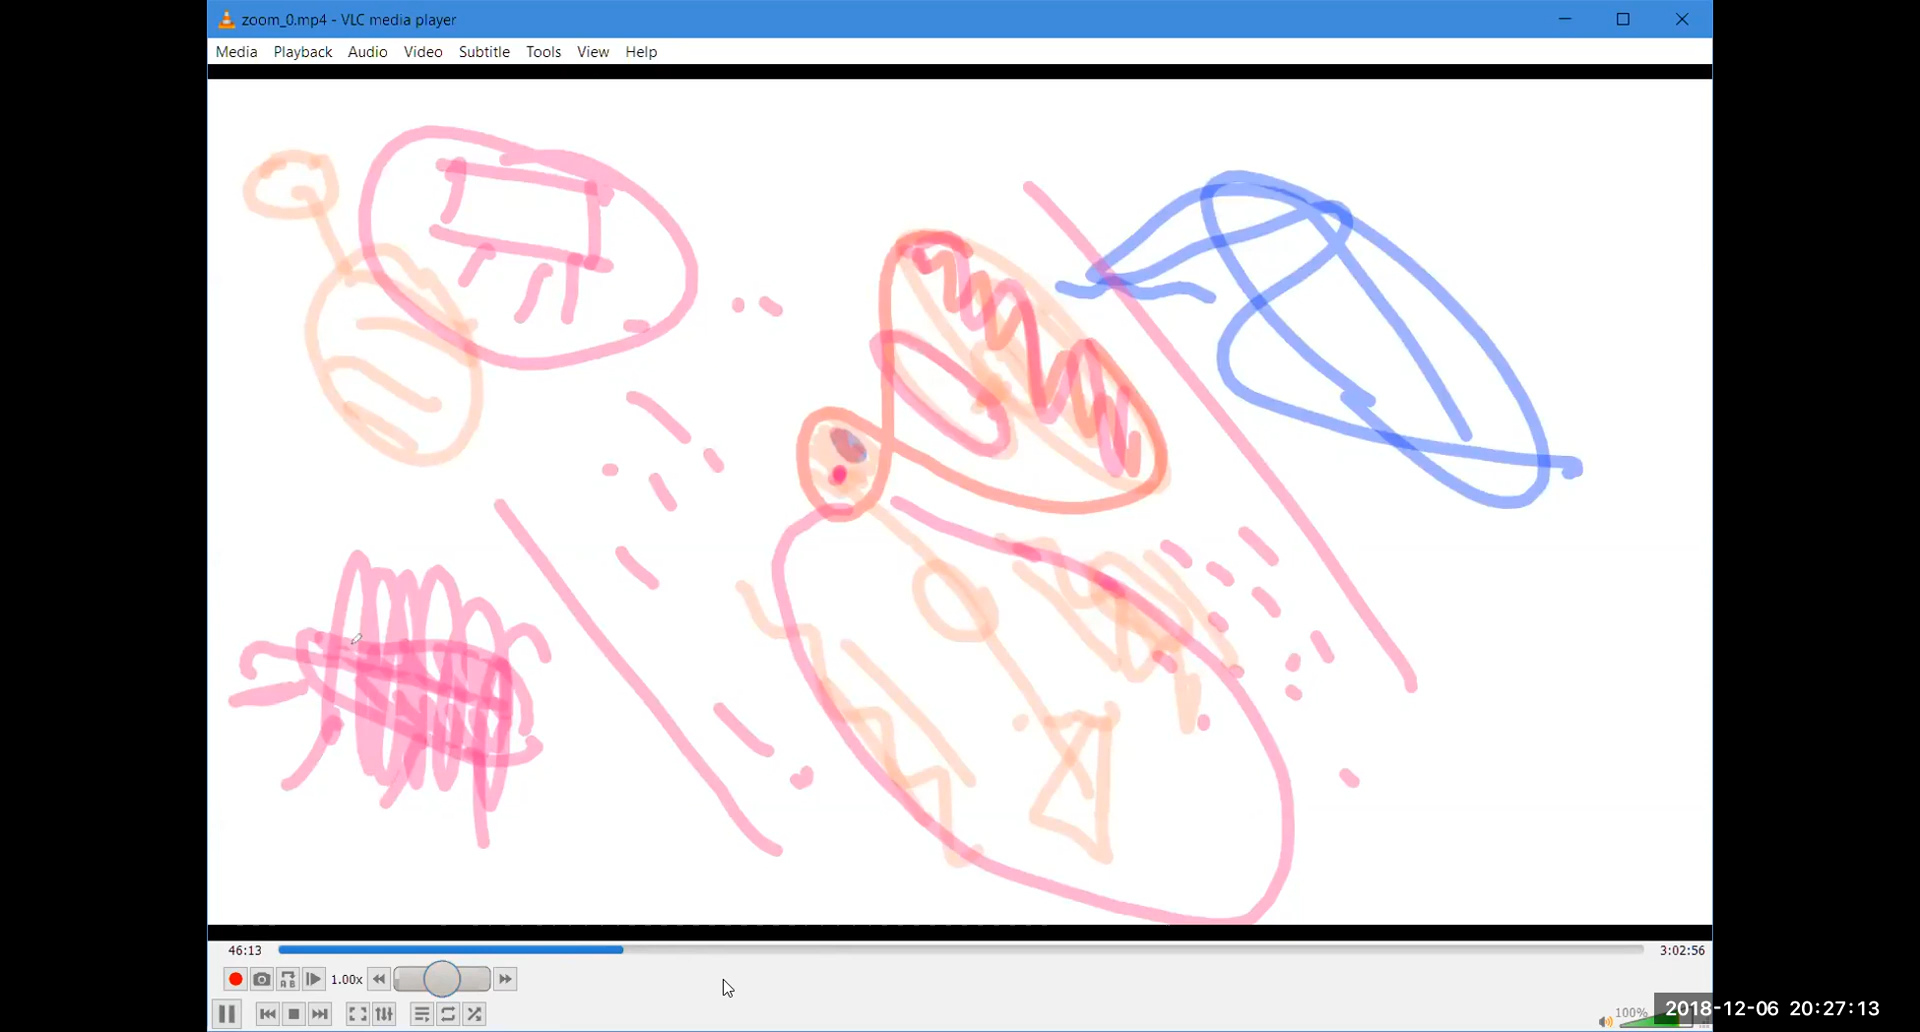 zoom_0.mp4 - VLC media player
Media Playback Audio Video Subtitle Tools View Help
46:13 3:02:56
1.00x
100%
2018-12-06 20:27:13